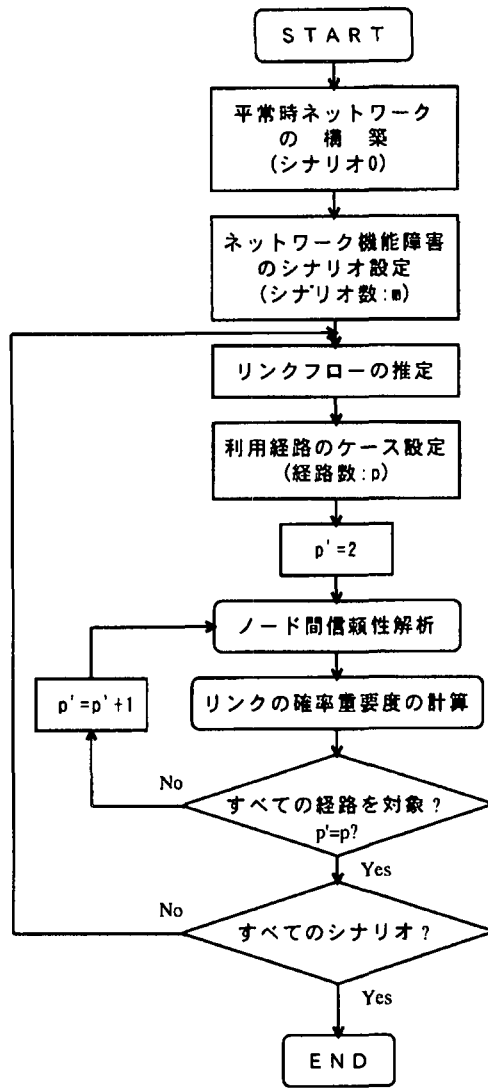 START
平常時ネットワーク
の構築
(シナリオ0)
ネットワーク機能障害
のシナリオ設定
(シナリオ数:m)
リンクフローの推定
利用経路のケース設定
(経路数:p)
p'=2
ノード間信頼性解析
p'=p'+1
リンクの確率重要度の計算
No
すべての経路を対象?
p'=p?
Yes
No
すべてのシナリオ?
Yes
END